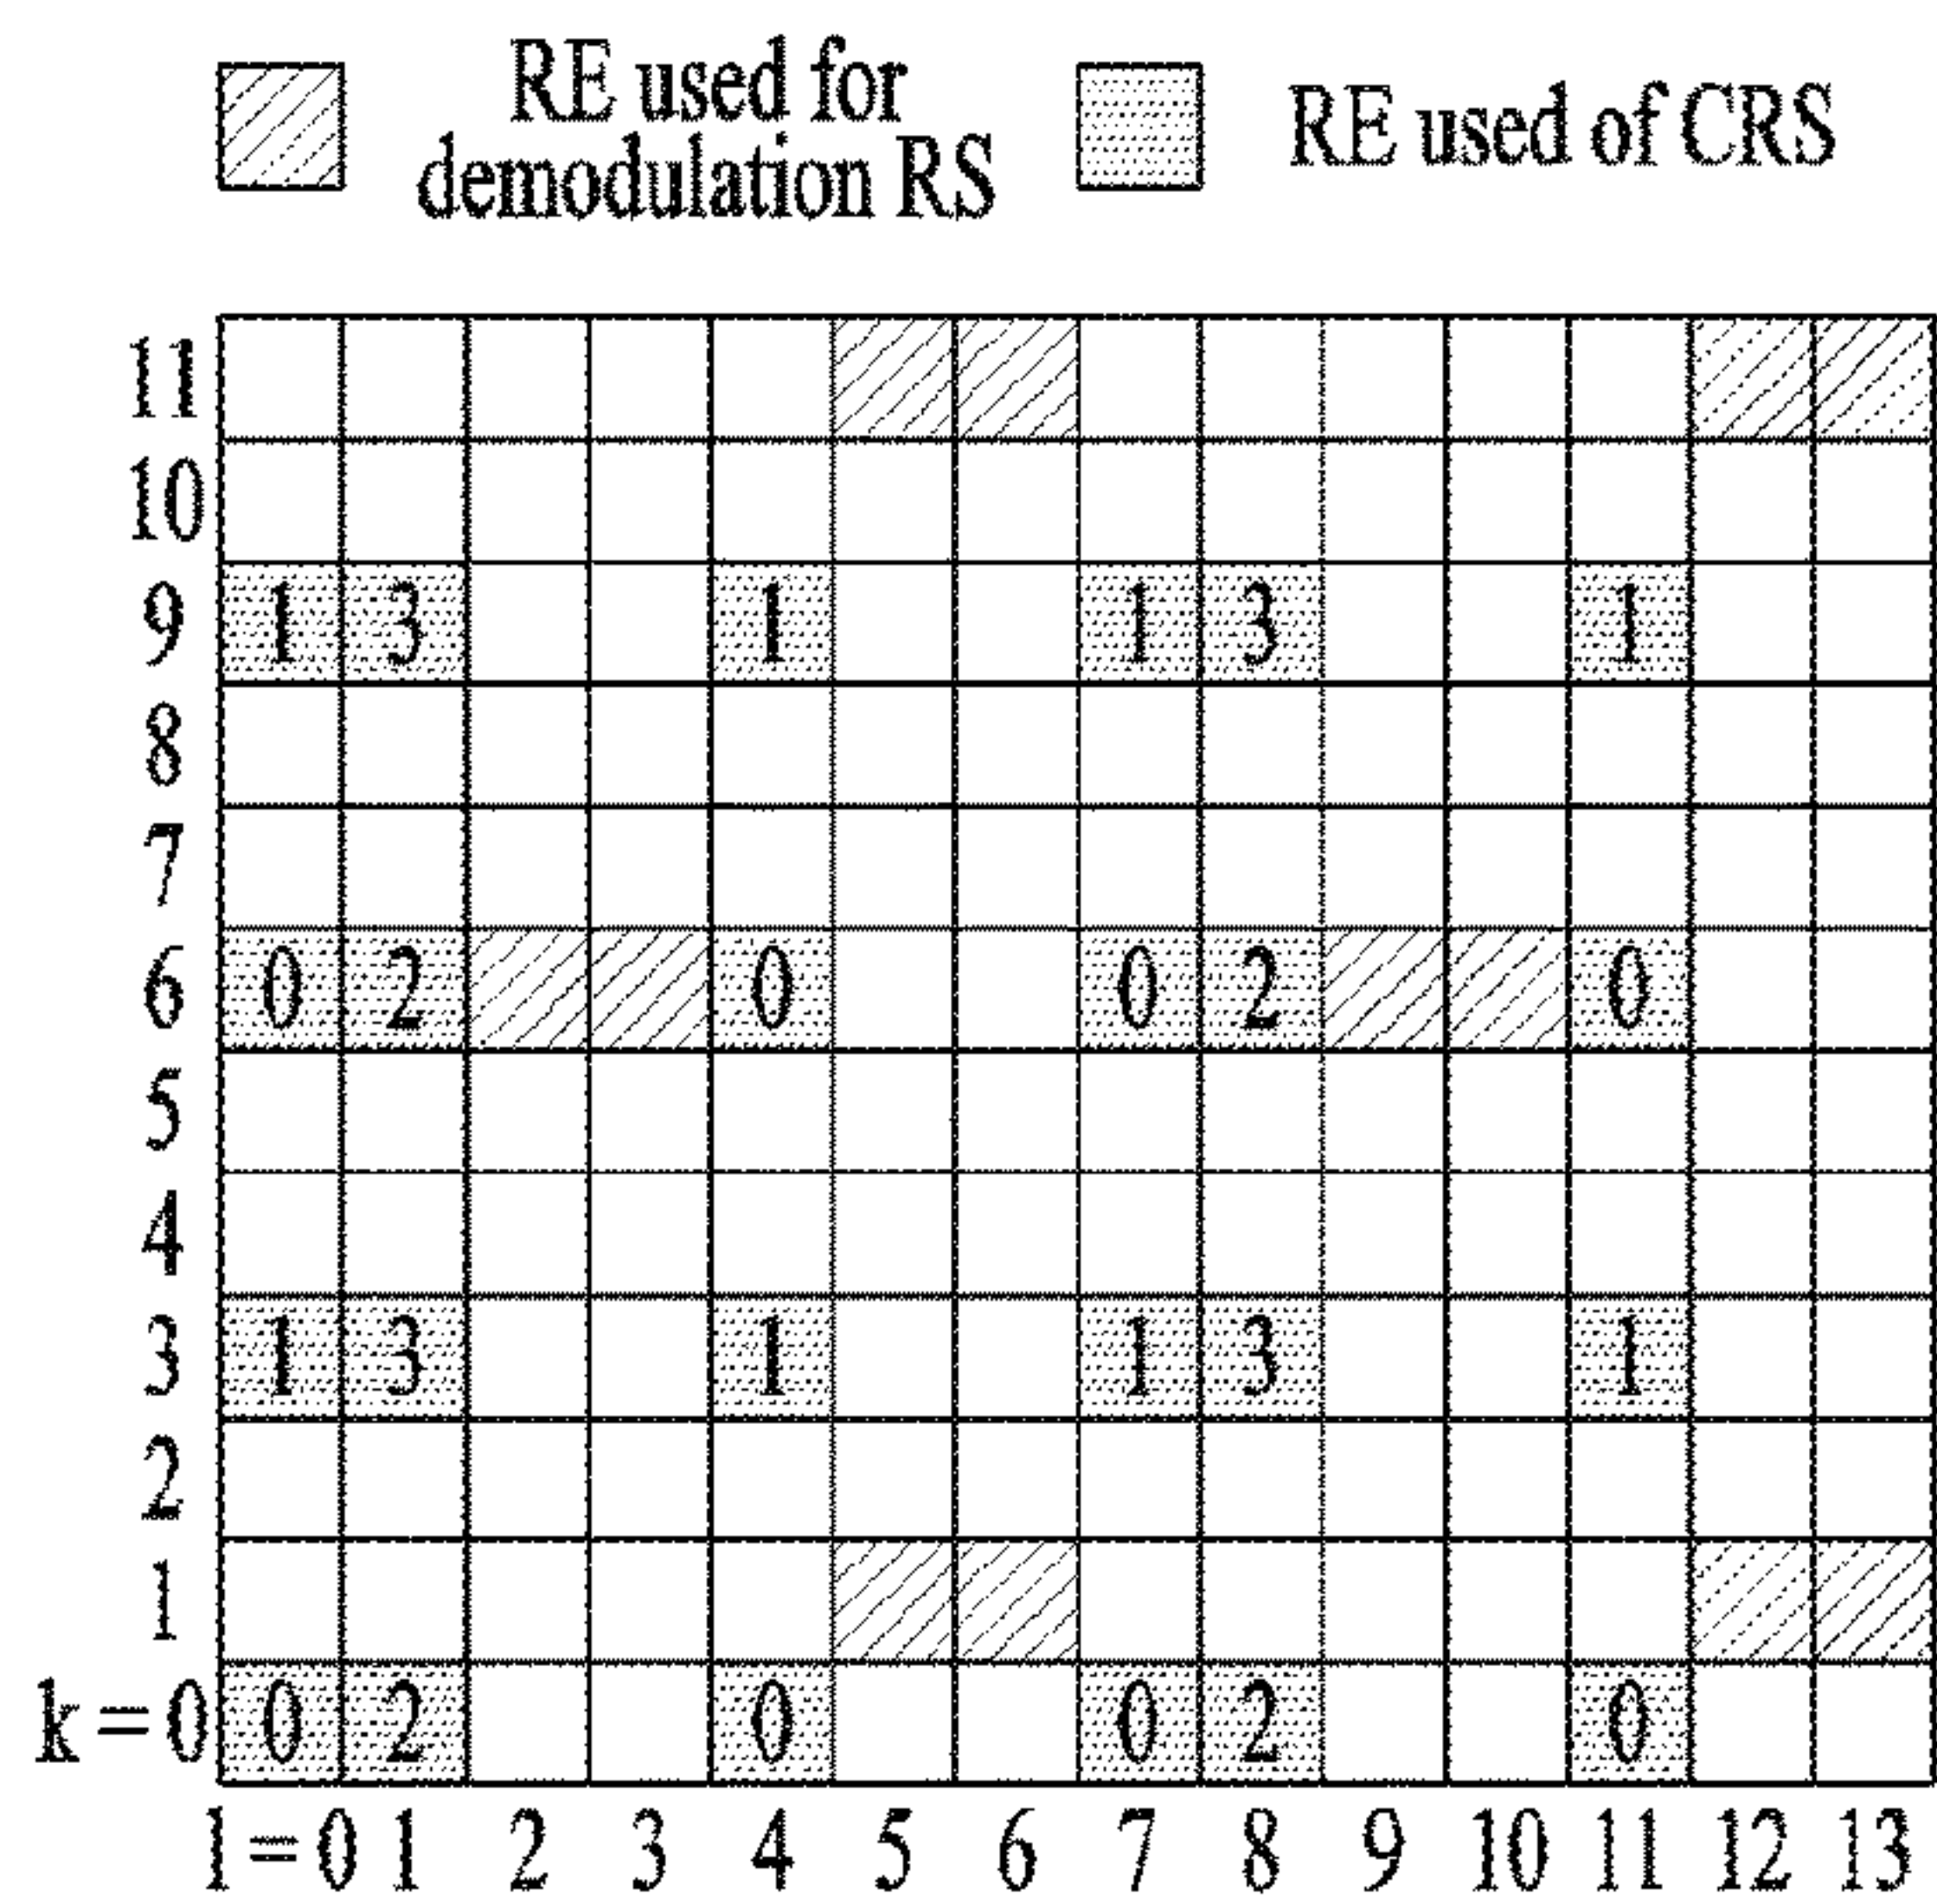 RE used for
demodulation RS
RE used of CRS
11
10
9 1 3 1 1 3 1
8
7
6 0 2 0 0 2 0
5
4
3 1 3 1 1 3 1
2
1
k=0 0 2 0 0 2 0
l=0 1 2 3 4 5 6 7 8 9 10 11 12 13